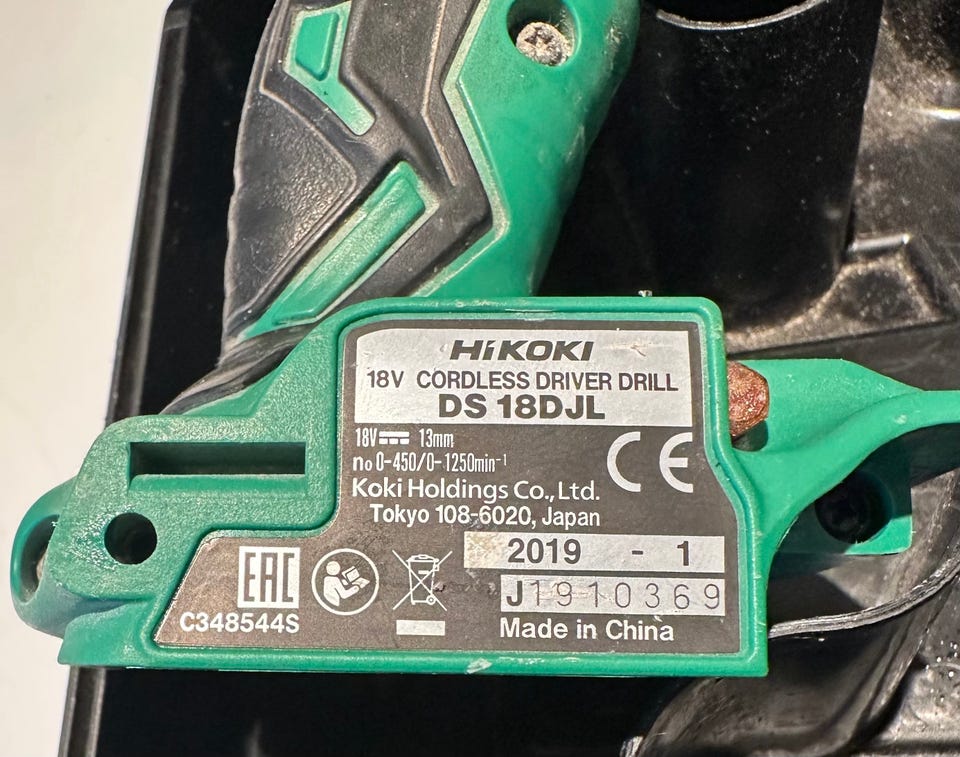 HiKOKI
18V CORDLESS DRIVER DRILL
DS 18DJL
18V⎓ 13mm
n₀ 0-450/0-1250min⁻¹
CE
Koki Holdings Co., Ltd.
Tokyo 108-6020, Japan
2019 - 1
J1910369
Made in China
EAC
C348544S